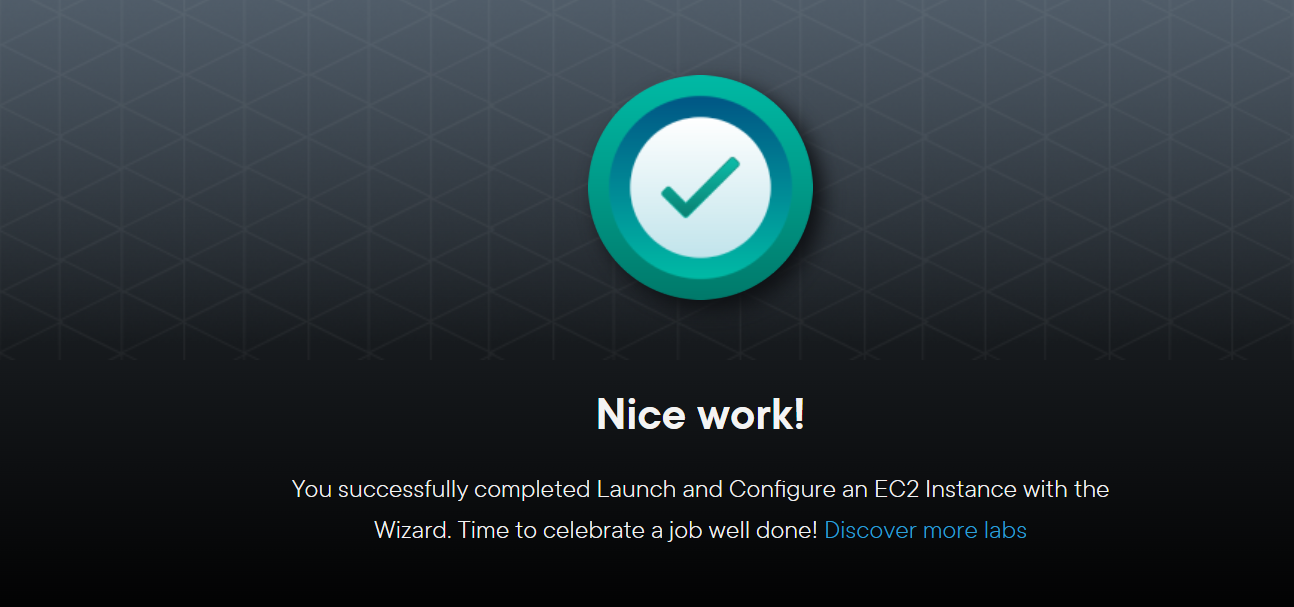 Nice work!
You successfully completed Launch and Configure an EC2 Instance with the
Wizard. Time to celebrate a job well done! Discover more labs